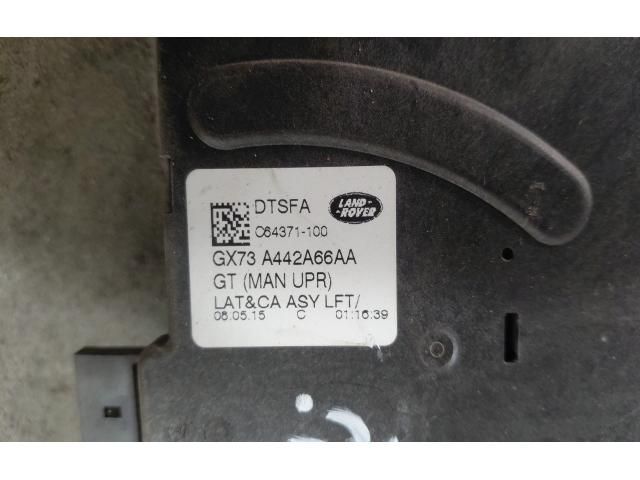 DTSFA
LAND-
-ROVER
C64371-100
GX73 A442A66AA
GT (MAN UPR)
LAT&CA ASY LFT/
08.05.15 C 01:16:39